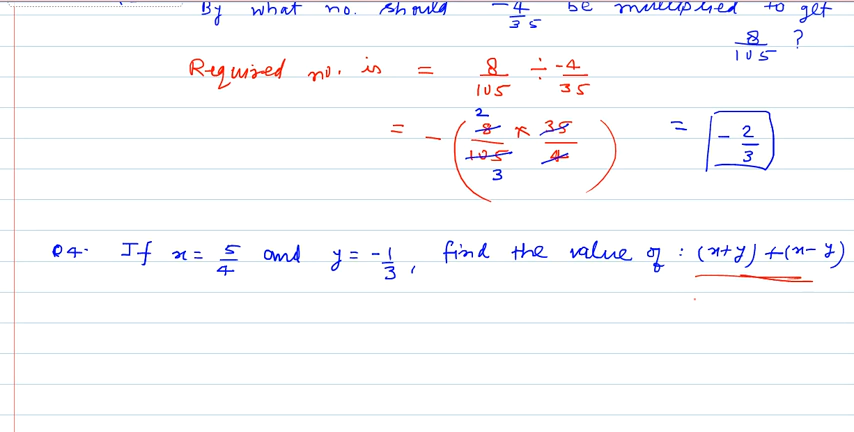 By what no. should -4/35 be multiplied to get 8/105 ?
Required no. is = 8/105 ÷ -4/35
= - ( 8/105 × 35/4 ) = - 2/3
2
3
Q4. If x = 5/4 and y = -1/3, find the value of : (x+y) + (x-y)